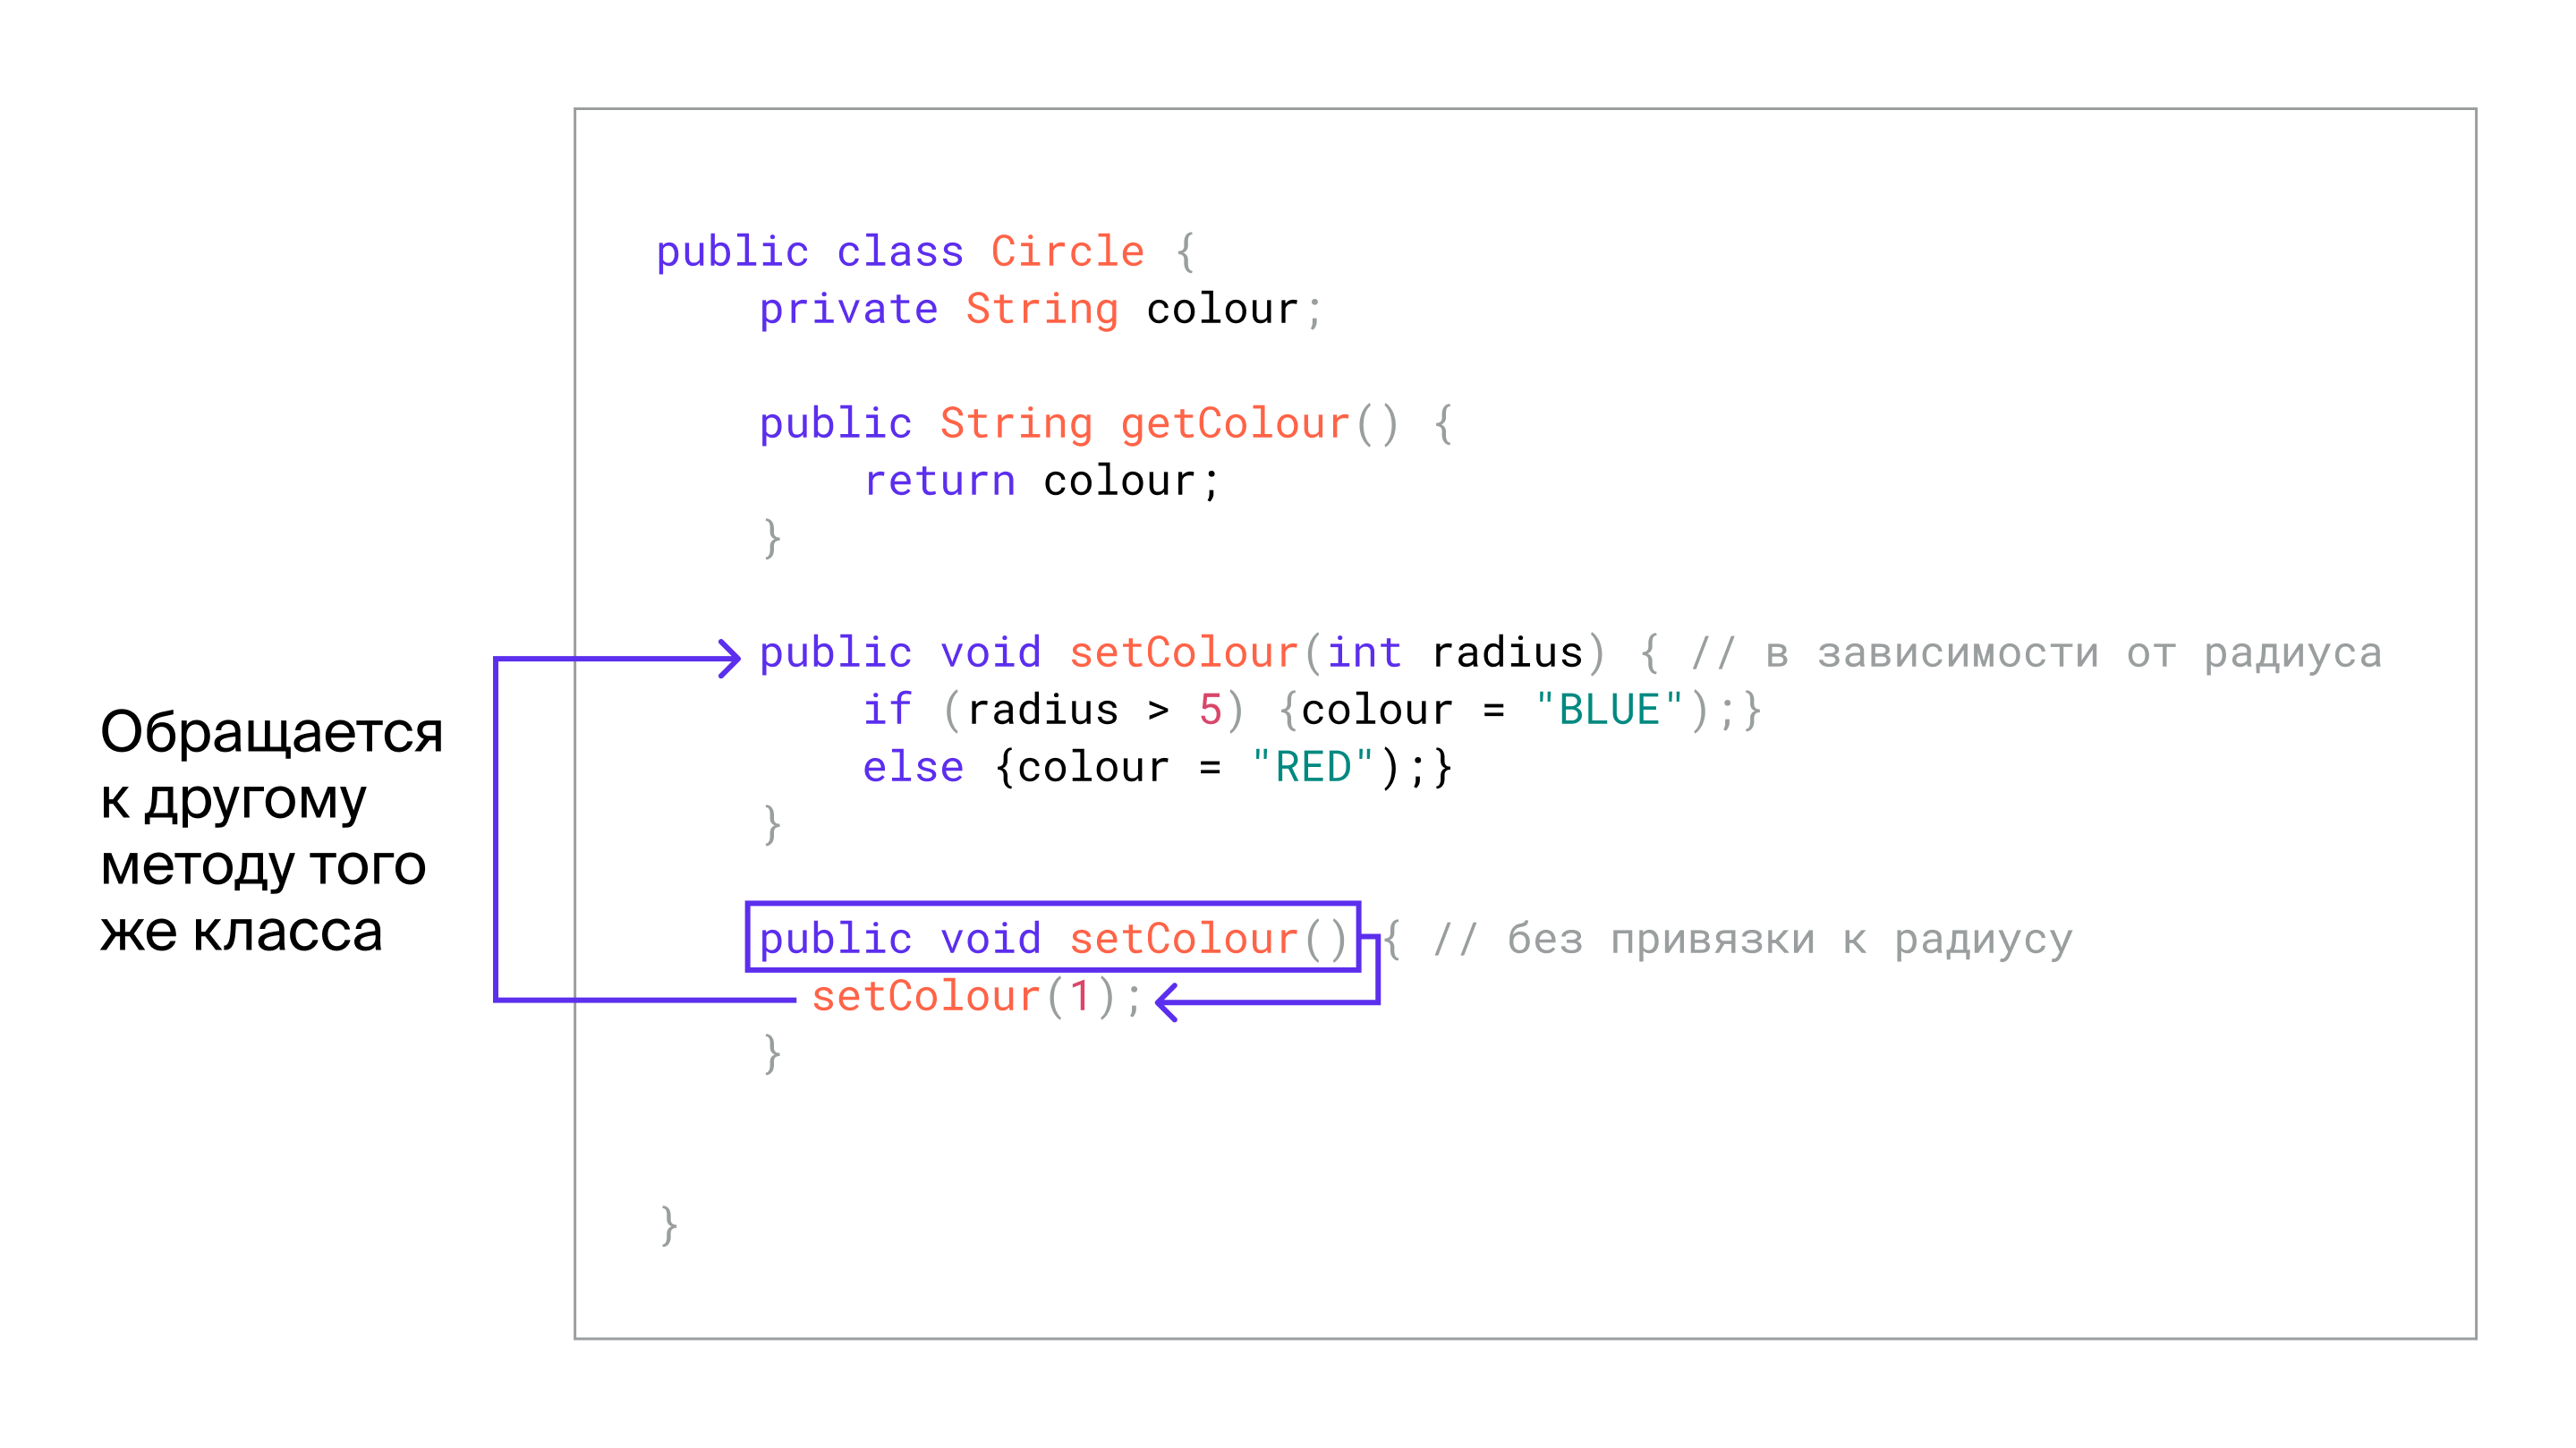 Обращается
к другому
методу того
же класса
public class Circle {
private String colour;
public String getColour() {
return colour;
}
public void setColour(int radius) { // в зависимости от радиуса
if (radius > 5) {colour = "BLUE");}
else {colour = "RED");}
}
public void setColour() { // без привязки к радиусу
setColour(1);
}
}